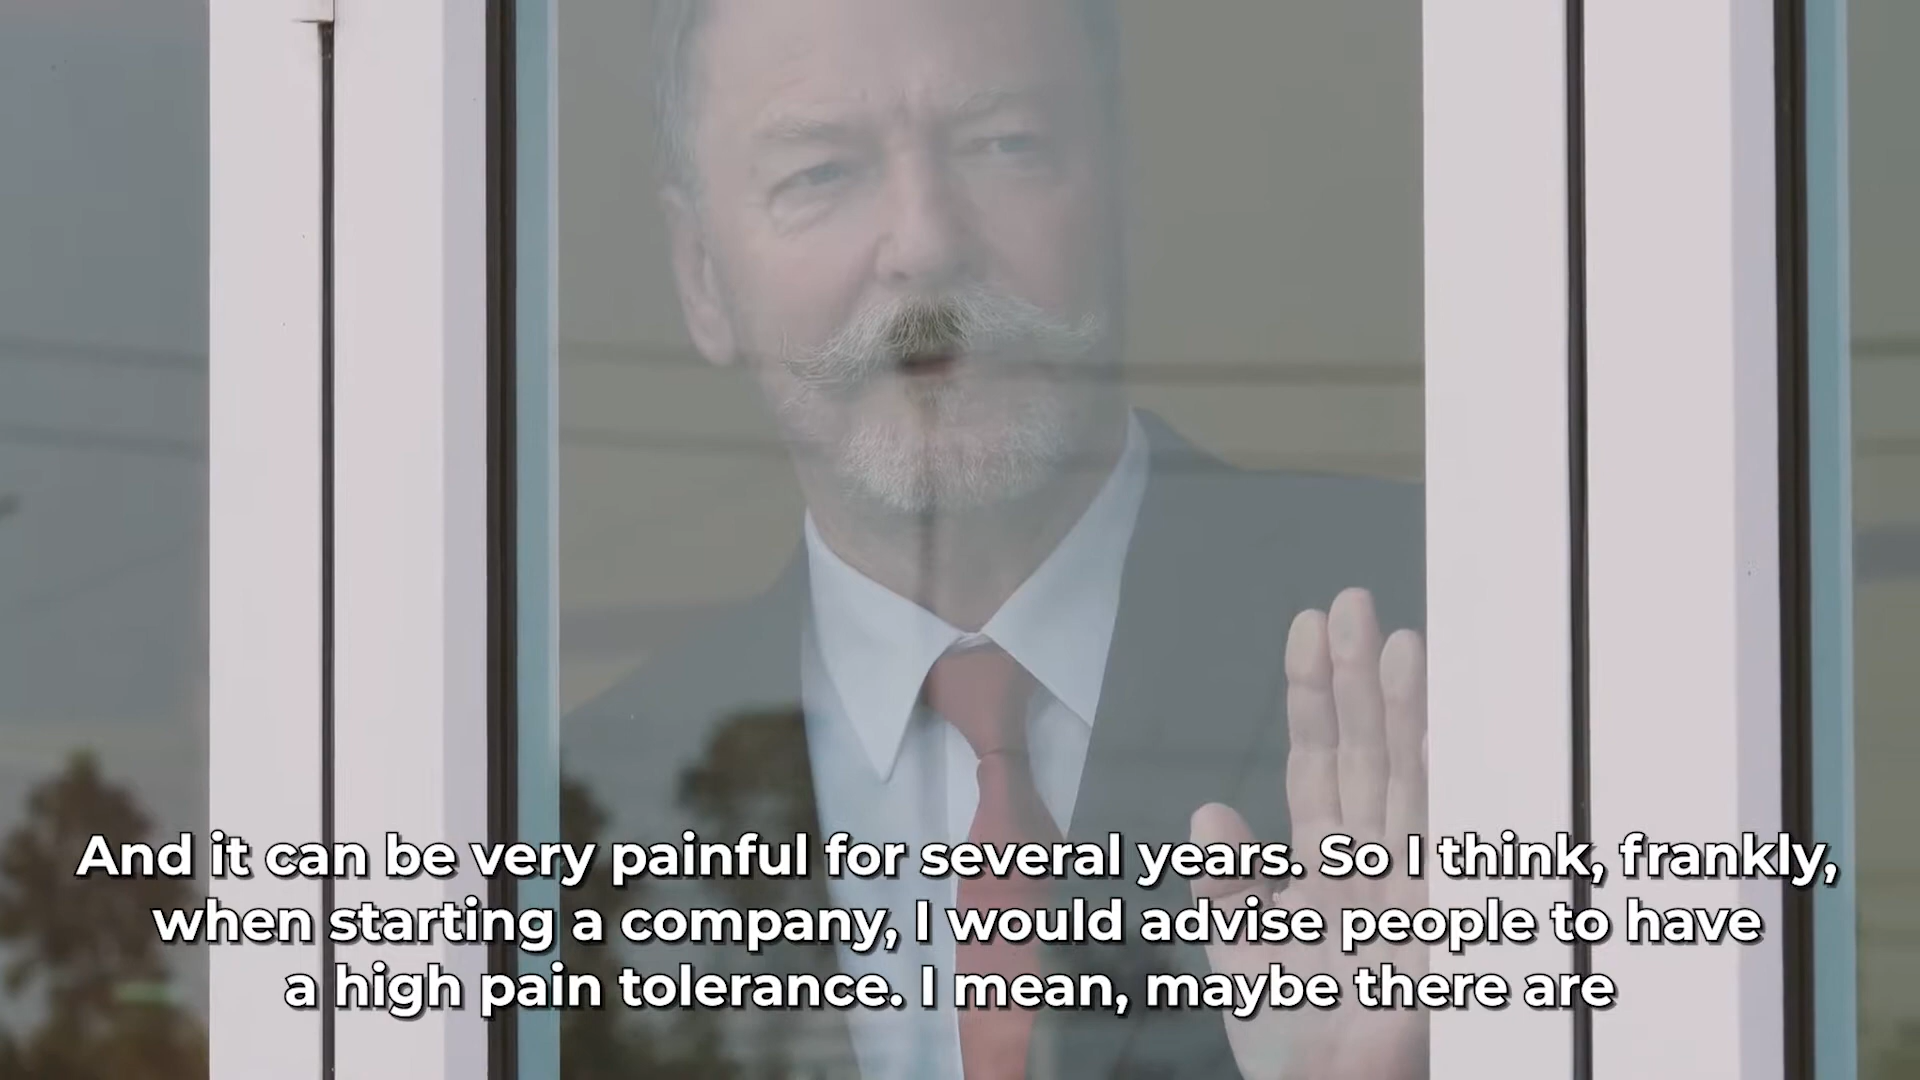 And it can be very painful for several years. So I think, frankly,
when starting a company, I would advise people to have
a high pain tolerance. I mean, maybe there are